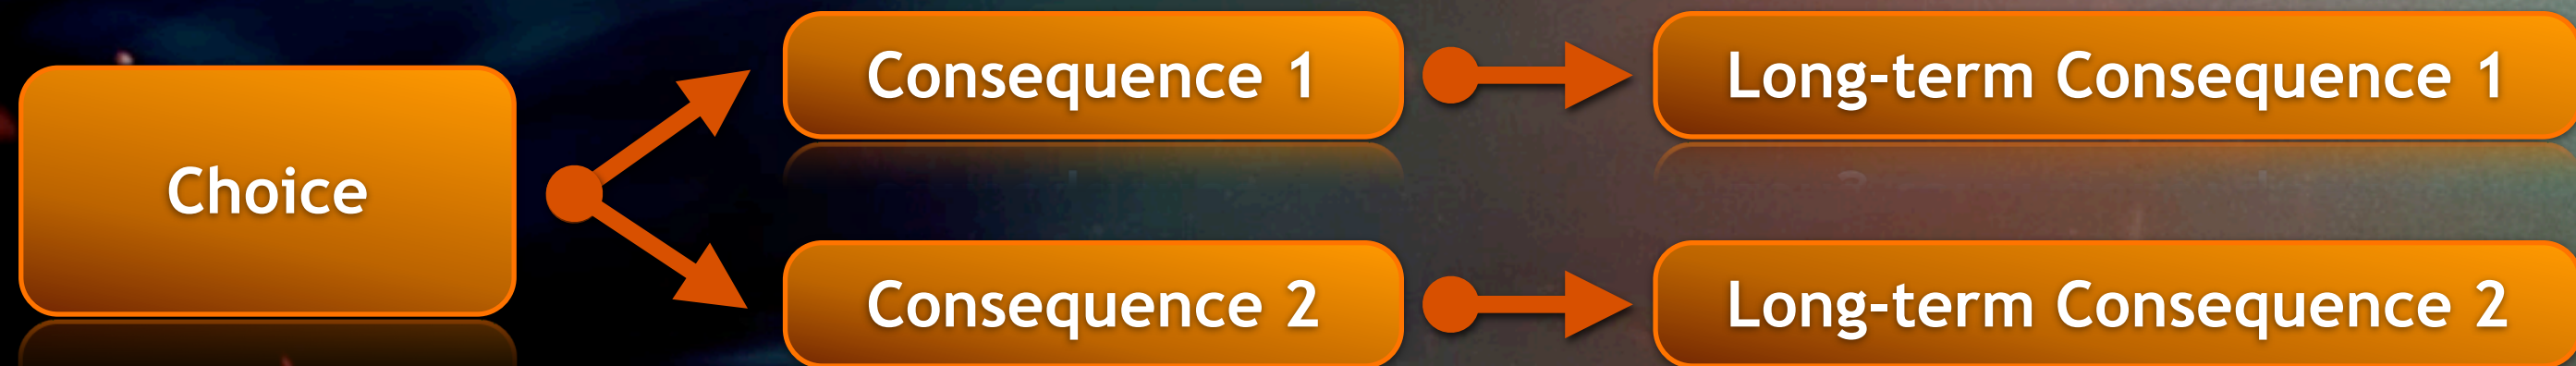 Choice
Consequence 1
Long-term Consequence 1
Consequence 2
Long-term Consequence 2